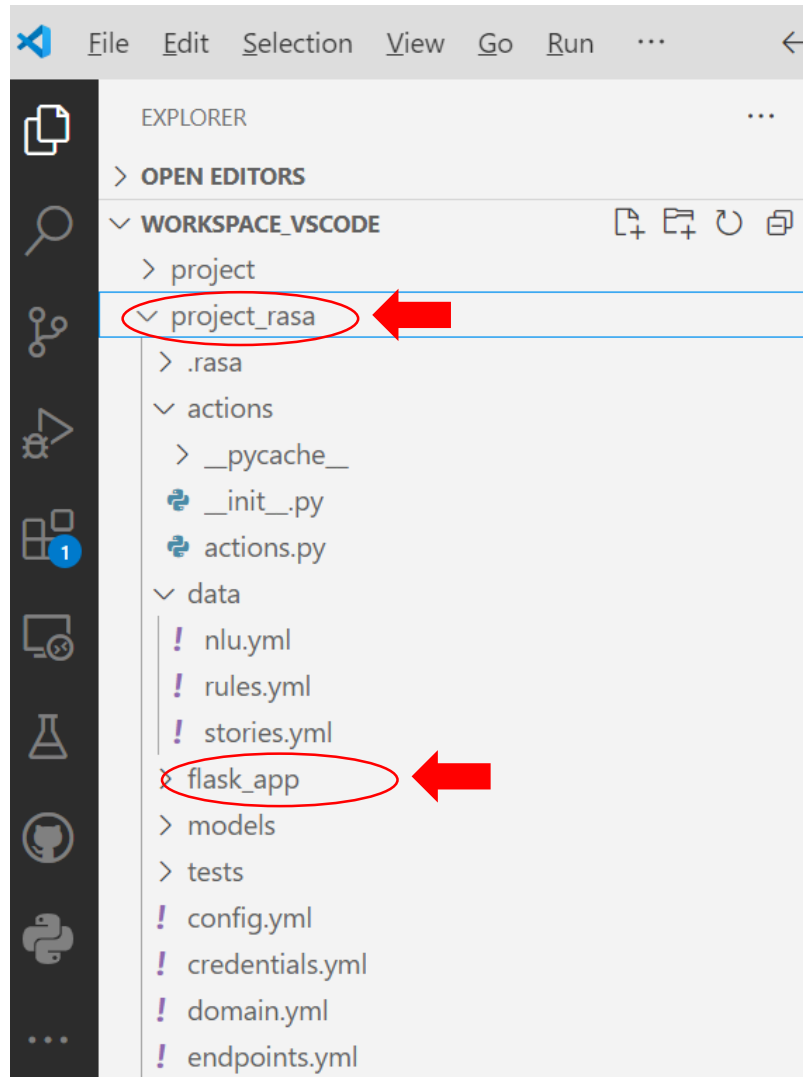 File Edit Selection View Go Run ...
EXPLORER ...
OPEN EDITORS
WORKSPACE_VSCODE
project
project_rasa
.rasa
actions
__pycache__
__init__.py
actions.py
data
! nlu.yml
! rules.yml
! stories.yml
flask_app
models
tests
! config.yml
! credentials.yml
! domain.yml
! endpoints.yml
1
...